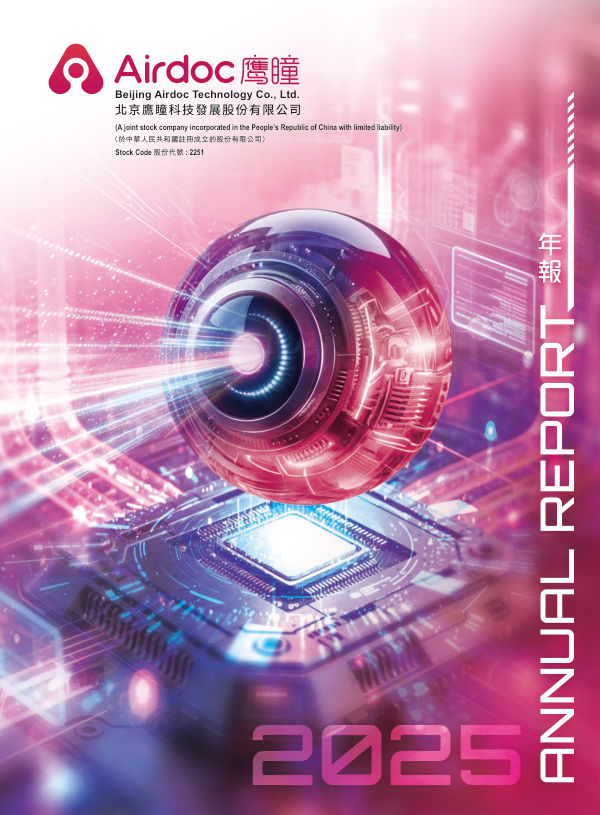 Airdoc 鹰瞳
Beijing Airdoc Technology Co., Ltd.
北京鷹瞳科技發展股份有限公司
(A joint stock company incorporated in the People's Republic of China with limited liability)
(於中華人民共和國註冊成立的股份有限公司)
Stock Code 股份代號 : 2251
年報
ANNUAL REPORT
2025